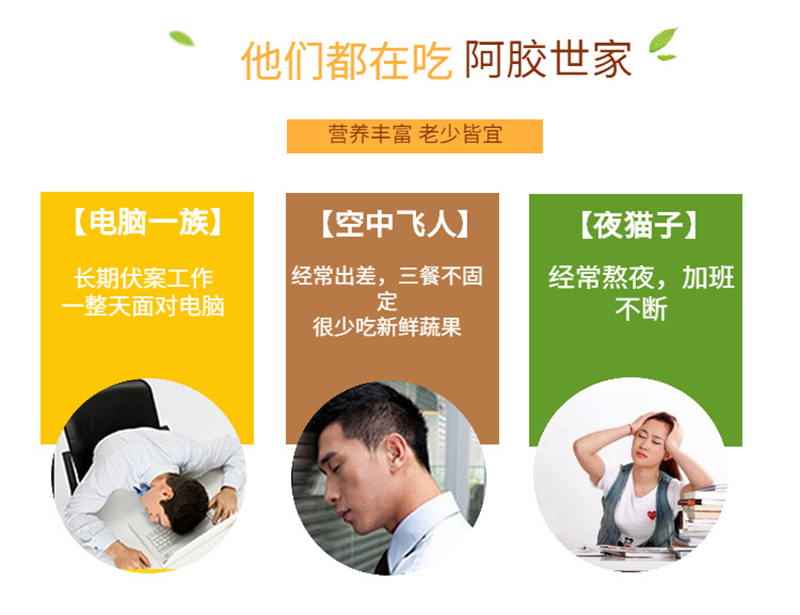 他们都在吃 阿胶世家
营养丰富 老少皆宜
【电脑一族】
长期伏案工作
一整天面对电脑
【空中飞人】
经常出差，三餐不固
定
很少吃新鲜蔬果
【夜猫子】
经常熬夜，加班
不断